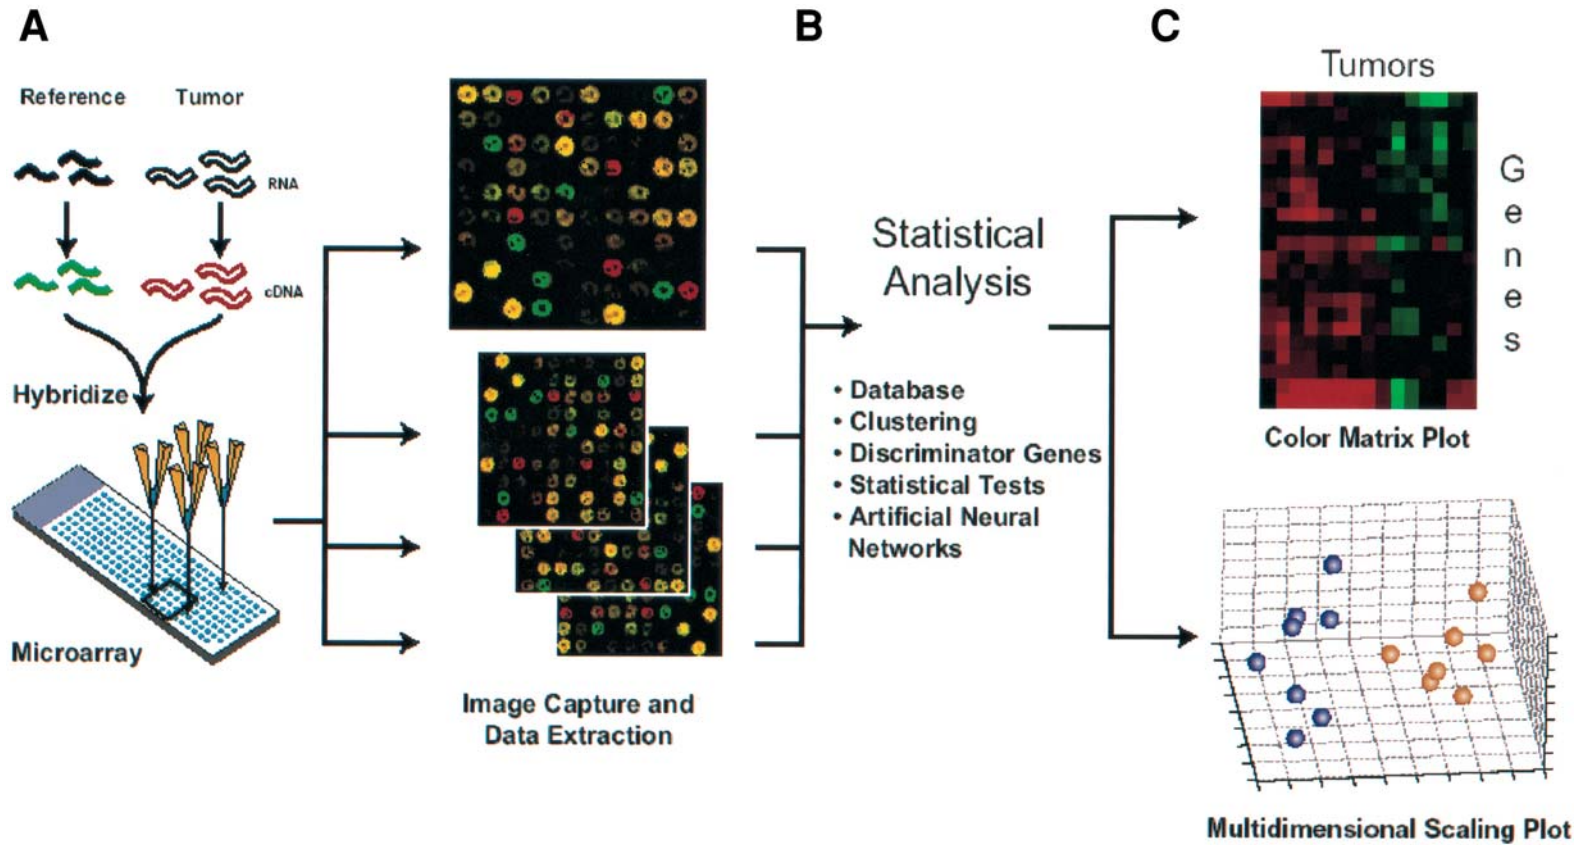 A
Reference Tumor
RNA
cDNA
Hybridize
Microarray
Image Capture and
Data Extraction
B
Statistical
Analysis
• Database
• Clustering
• Discriminator Genes
• Statistical Tests
• Artificial Neural
Networks
C
Tumors
Genes
Color Matrix Plot
Multidimensional Scaling Plot